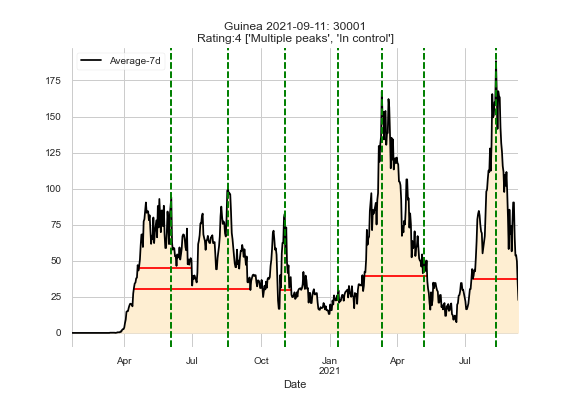 Guinea 2021-09-11: 30001
Rating:4 ['Multiple peaks', 'In control']
Average-7d
175
150
125
100
75
50
25
0
Apr
Jul
Oct
Jan
2021
Apr
Jul
Date